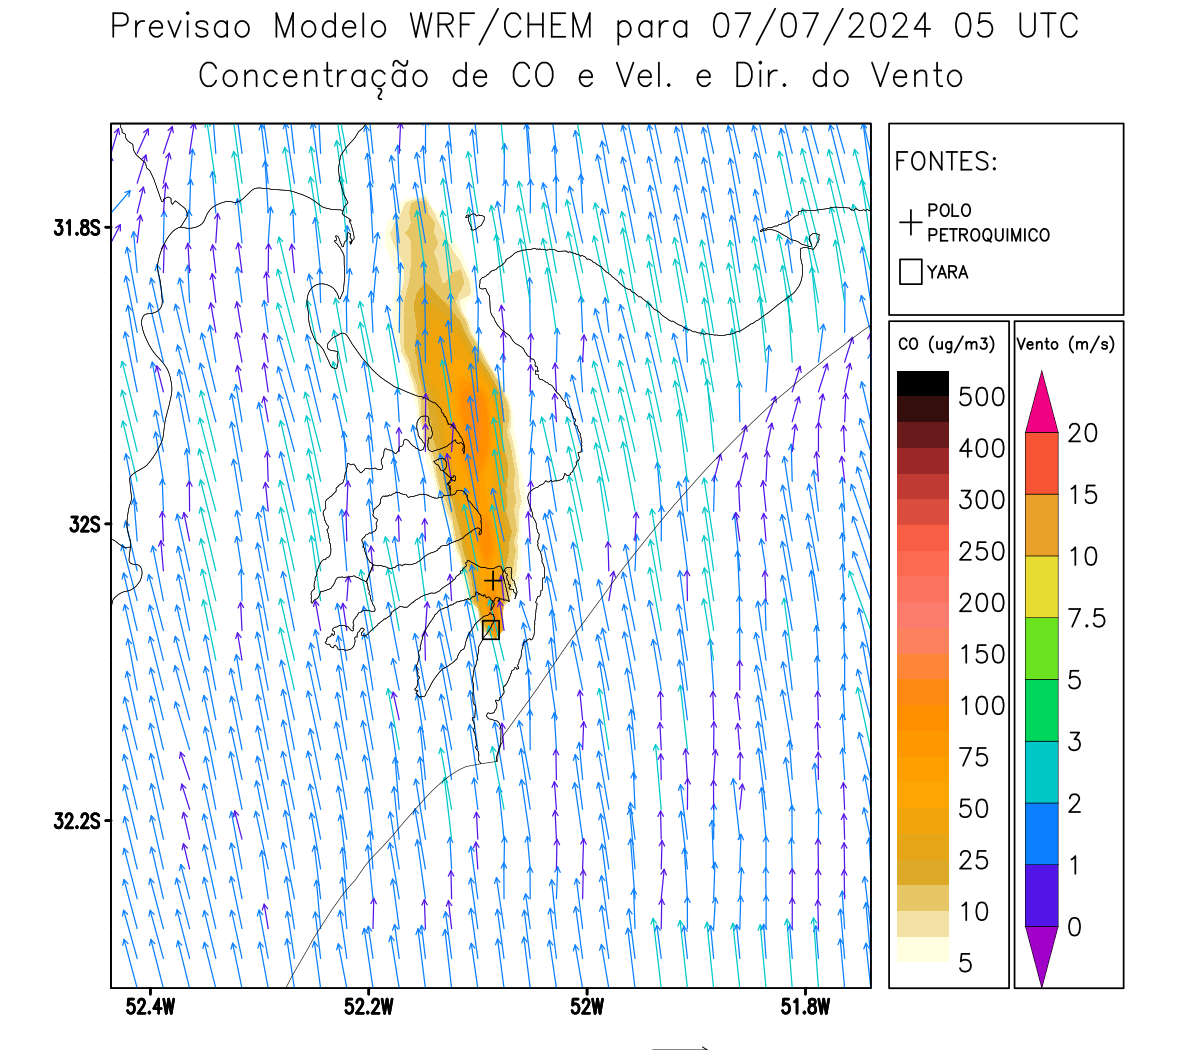 Previsao Modelo WRF/CHEM para 07/07/2024 05 UTC
Concentração de CO e Vel. e Dir. do Vento
FONTES:
POLO
PETROQUIMICO
YARA
31.8S
32S
32.2S
52.4W
52.2W
52W
51.8W
CO (ug/m3)
500
400
300
250
200
150
100
75
50
25
10
5
Vento (m/s)
20
15
10
7.5
5
3
2
1
0